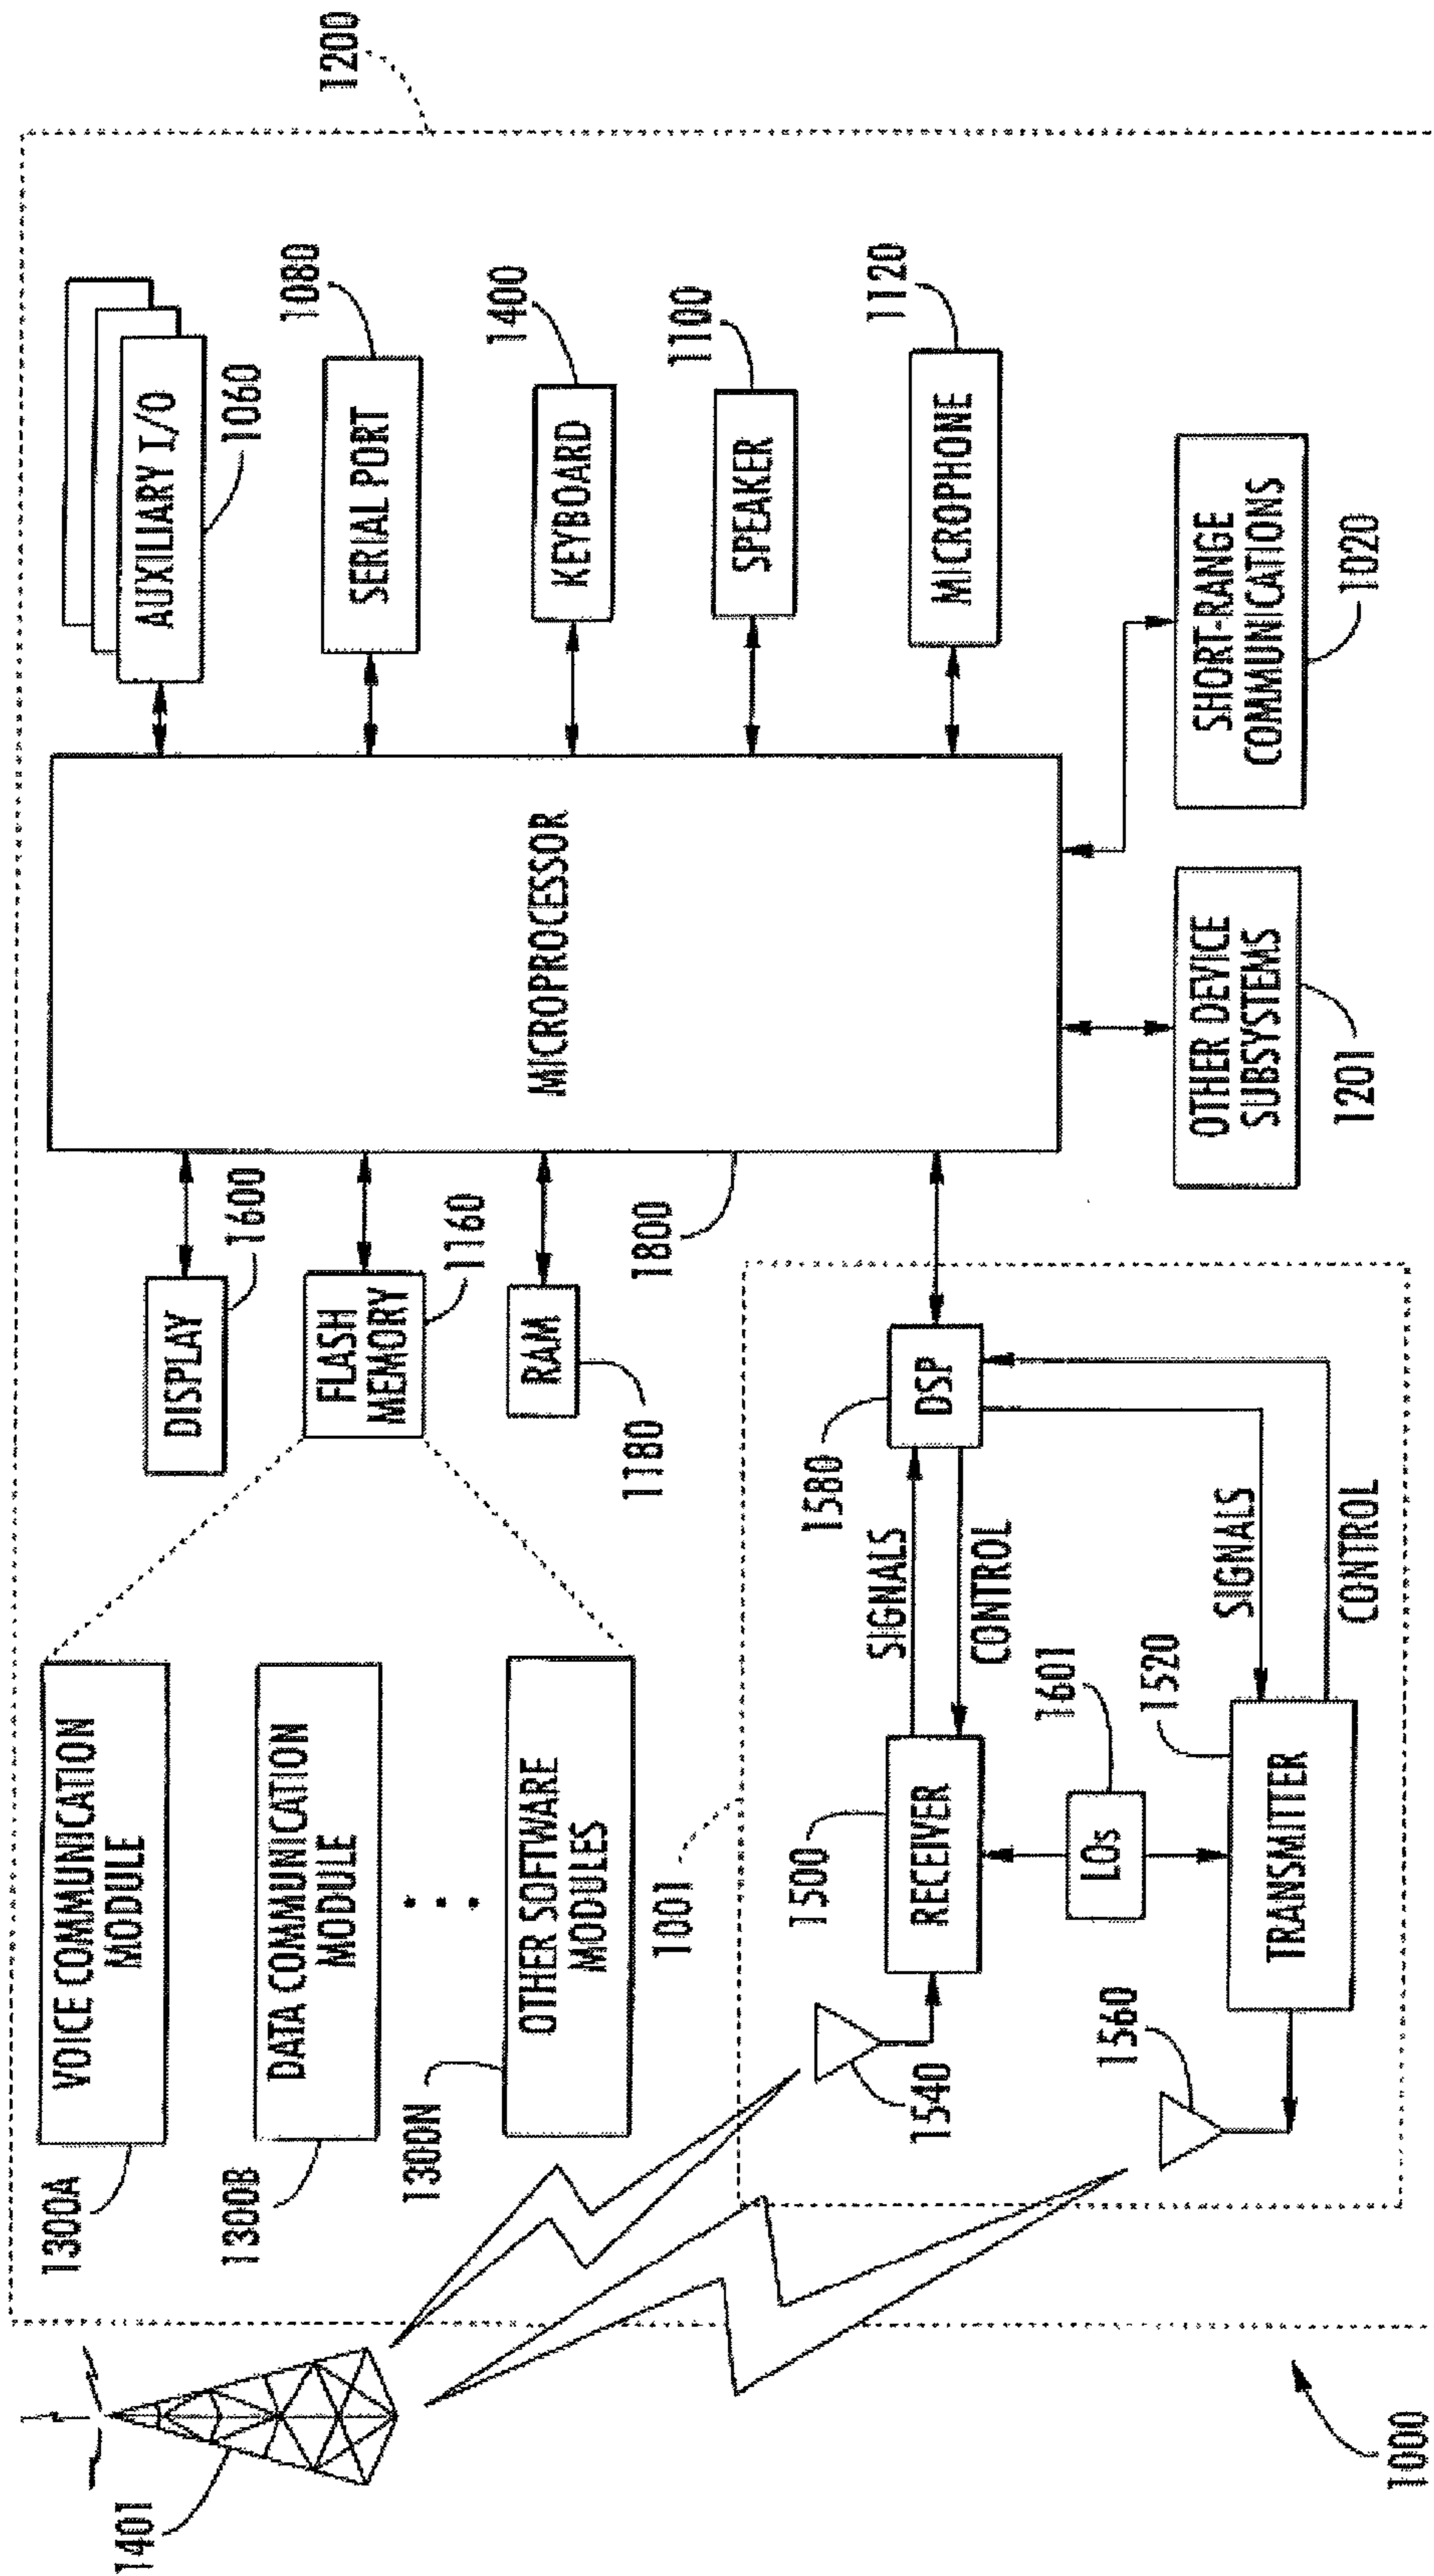 1200
AUXILIARY I/O
1060
SERIAL PORT
1080
KEYBOARD
1400
SPEAKER
1100
MICROPHONE
1120
MICROPROCESSOR
1800
SHORT-RANGE
COMMUNICATIONS
1020
OTHER DEVICE
SUBSYSTEMS
1201
DISPLAY
1600
FLASH
MEMORY
1160
RAM
1180
VOICE COMMUNICATION
MODULE
1300A
DATA COMMUNICATION
MODULE
1300B
OTHER SOFTWARE
MODULES
1300N
1001
DSP
1580
SIGNALS
CONTROL
RECEIVER
1500
LOs
1601
SIGNALS
CONTROL
TRANSMITTER
1520
1540
1560
1401
1000